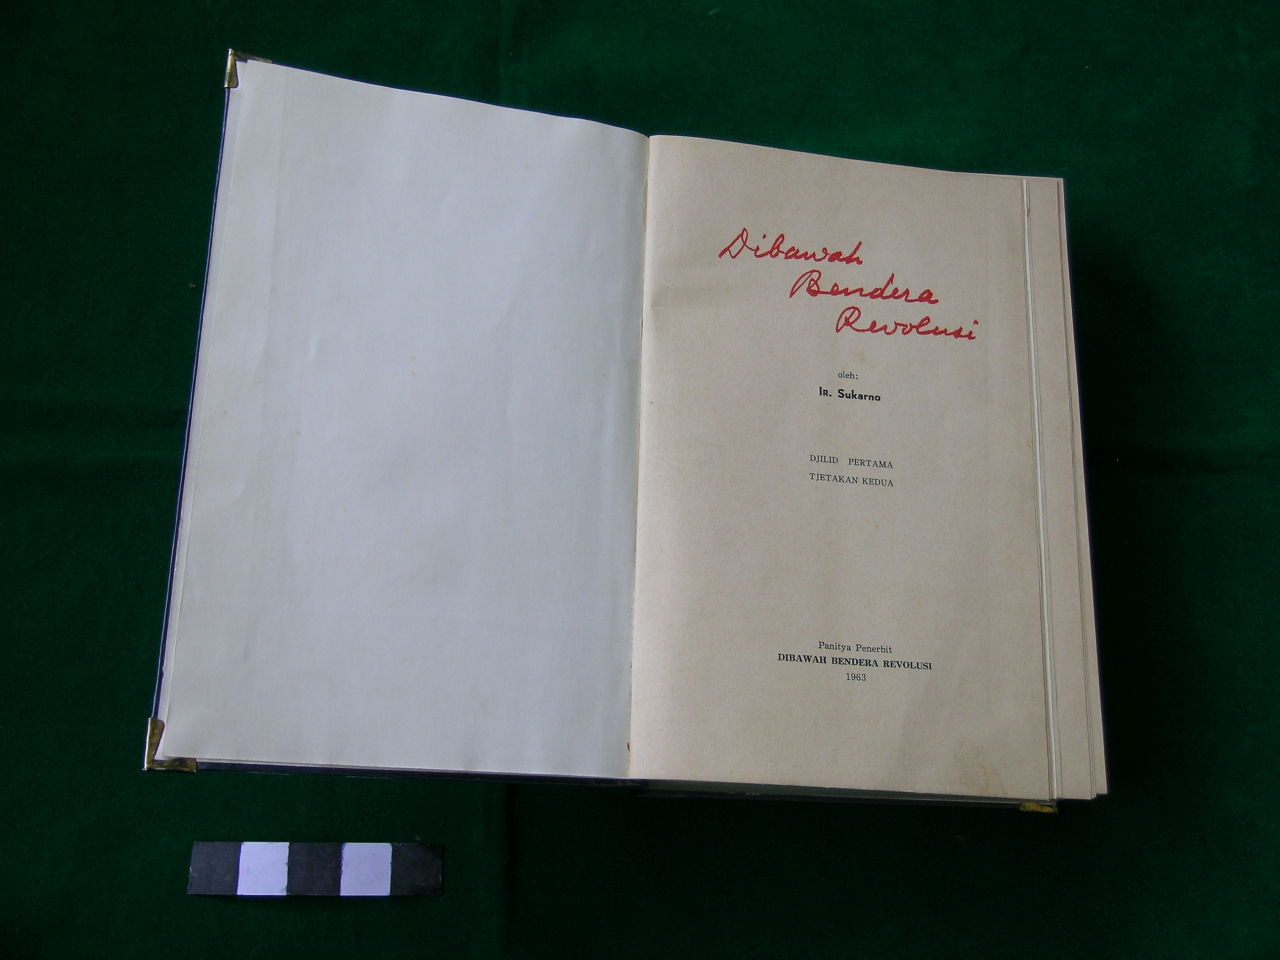 Dibawah
Bendera
Revolusi
oleh:
IR. Sukarno
DJILID PERTAMA
TJETAKAN KEDUA
Panitya Penerbit
DIBAWAH BENDERA REVOLUSI
1963